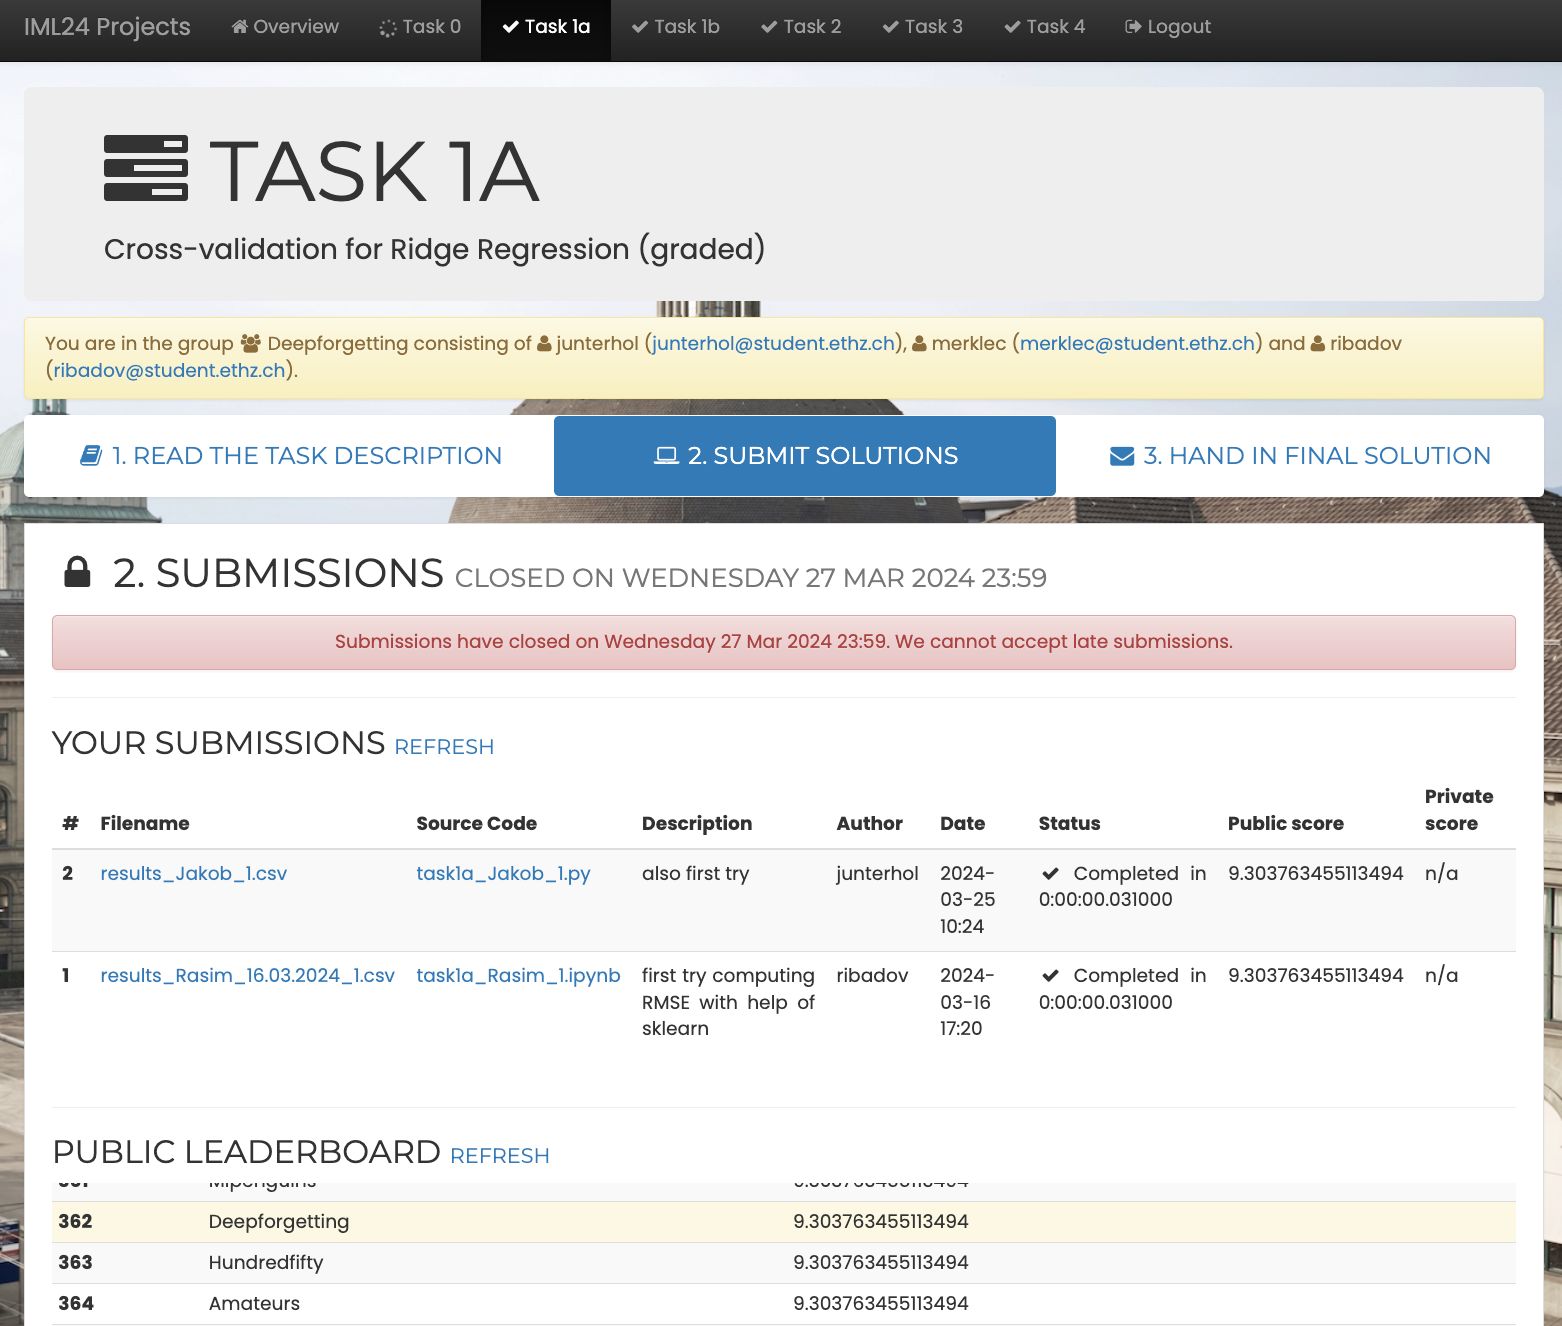 IML24 Projects Overview Task 0 Task 1a Task 1b Task 2 Task 3 Task 4 Logout
TASK 1A
Cross-validation for Ridge Regression (graded)
You are in the group Deepforgetting consisting of junterhol (junterhol@student.ethz.ch), merklec (merklec@student.ethz.ch) and ribadov
(ribadov@student.ethz.ch).
1. READ THE TASK DESCRIPTION 2. SUBMIT SOLUTIONS 3. HAND IN FINAL SOLUTION
2. SUBMISSIONS CLOSED ON WEDNESDAY 27 MAR 2024 23:59
Submissions have closed on Wednesday 27 Mar 2024 23:59. We cannot accept late submissions.
YOUR SUBMISSIONS REFRESH
# Filename Source Code Description Author Date Status Public score Private
score
2 results_Jakob_1.csv task1a_Jakob_1.py also first try junterhol 2024- Completed in 9.303763455113494 n/a
03-25 0:00:00.031000
10:24
1 results_Rasim_16.03.2024_1.csv task1a_Rasim_1.ipynb first try computing ribadov 2024- Completed in 9.303763455113494 n/a
RMSE with help of 03-16 0:00:00.031000
sklearn 17:20
PUBLIC LEADERBOARD REFRESH
361 Mipenguins 9.303763455113494
362 Deepforgetting 9.303763455113494
363 Hundredfifty 9.303763455113494
364 Amateurs 9.303763455113494